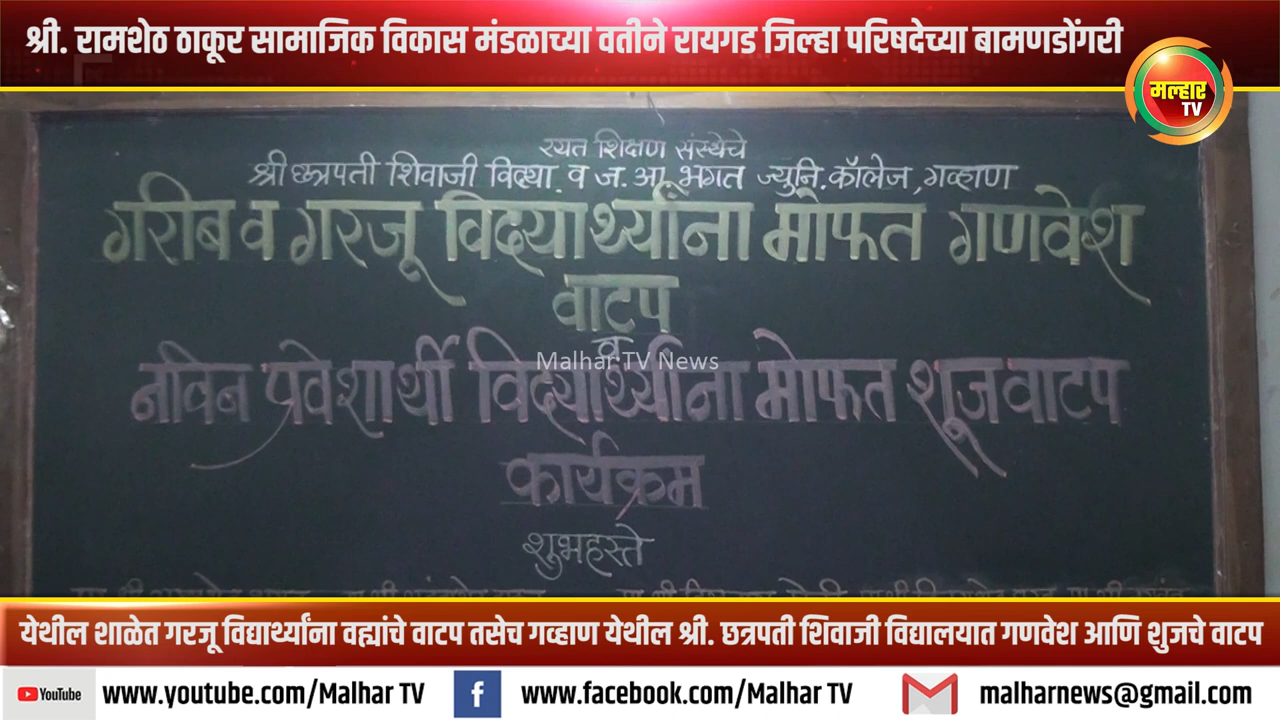 श्री. रामशेठ ठाकूर सामाजिक विकास मंडळाच्या वतीने रायगड जिल्हा परिषदेच्या बामणडोंगरी
मल्हार
TV
रयत शिक्षण संस्थेचे
श्री छत्रपती शिवाजी विद्या. व ज. आ. भगत ज्युनि. कॉलेज, गव्हाण
गरीब व गरजू विद्यार्थ्यांना मोफत गणवेश
वाटप
व
Malhar TV News
नविन प्रवेशार्थी विद्यार्थ्यांना मोफत शूज वाटप
कार्यक्रम
शुभहस्ते
येथील शाळेत गरजू विद्यार्थ्यांना वह्यांचे वाटप तसेच गव्हाण येथील श्री. छत्रपती शिवाजी विद्यालयात गणवेश आणि शुजचे वाटप
YouTube www.youtube.com/Malhar TV www.facebook.com/Malhar TV malharnews@gmail.com